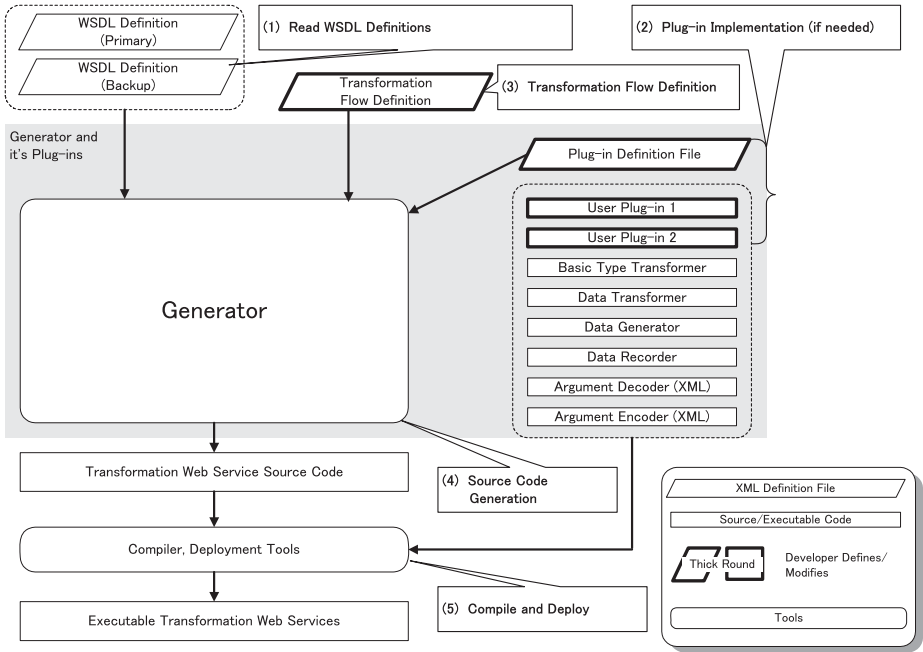 WSDL Definition
(Primary)
WSDL Definition
(Backup)
(1) Read WSDL Definitions
(2) Plug-in Implementation (if needed)
Transformation
Flow Definition
(3) Transformation Flow Definition
Generator and
it's Plug-ins
Plug-in Definition File
User Plug-in 1
User Plug-in 2
Basic Type Transformer
Data Transformer
Data Generator
Data Recorder
Argument Decoder (XML)
Argument Encoder (XML)
Generator
Transformation Web Service Source Code
(4) Source Code
Generation
Compiler, Deployment Tools
(5) Compile and Deploy
Executable Transformation Web Services
XML Definition File
Source/Executable Code
Thick Round
Developer Defines/
Modifies
Tools